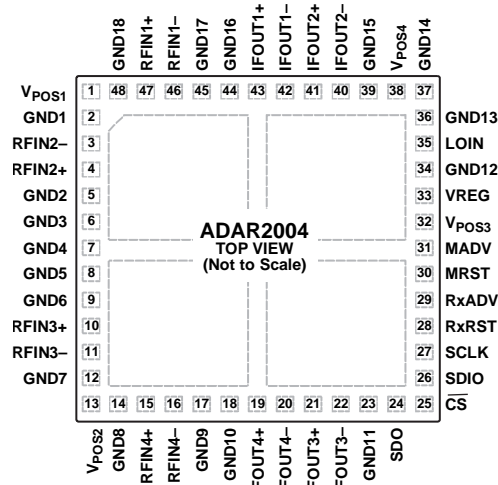 GND18
RFIN1+
RFIN1–
GND17
GND16
IFOUT1+
IFOUT1–
IFOUT2+
IFOUT2–
GND15
VPOS4
GND14
48
47
46
45
44
43
42
41
40
39
38
37
VPOS1
1
GND1
2
RFIN2–
3
RFIN2+
4
GND2
5
GND3
6
GND4
7
GND5
8
GND6
9
RFIN3+
10
RFIN3–
11
GND7
12
ADAR2004
TOP VIEW
(Not to Scale)
36
GND13
35
LOIN
34
GND12
33
VREG
32
VPOS3
31
MADV
30
MRST
29
RxADV
28
RxRST
27
SCLK
26
SDIO
25
CS
13
14
15
16
17
18
19
20
21
22
23
24
VPOS2
GND8
RFIN4+
RFIN4–
GND9
GND10
FOUT4+
FOUT4–
FOUT3+
FOUT3–
GND11
SDO